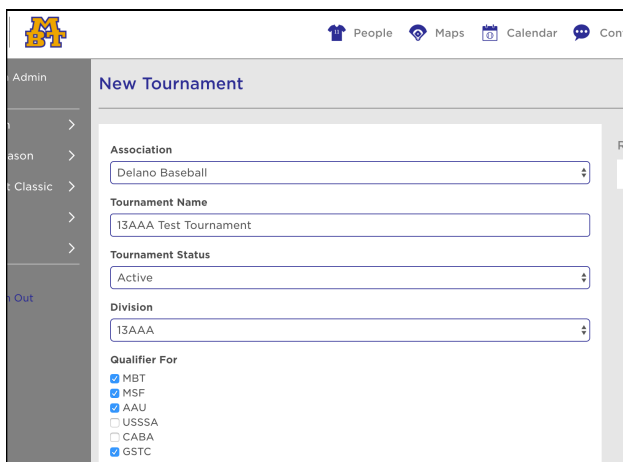 MBT
People
Maps
Calendar
Admin
New Tournament
ason
t Classic
Out
Association
Delano Baseball
Tournament Name
13AAA Test Tournament
Tournament Status
Active
Division
13AAA
Qualifier For
MBT
MSF
AAU
USSSA
CABA
GSTC